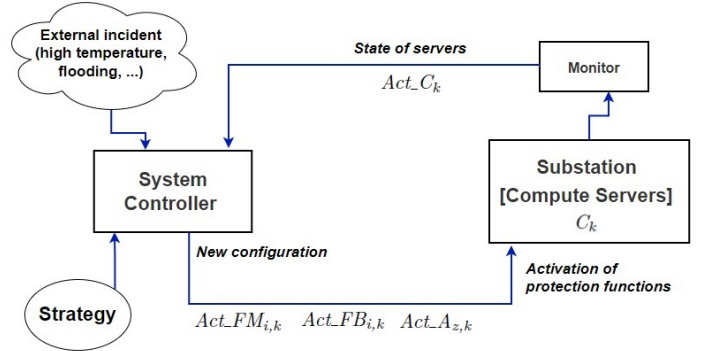 External incident
(high temperature,
flooding, ...)
State of servers
Act_C_k
Monitor
System
Controller
Substation
[Compute Servers]
C_k
New configuration
Activation of
protection functions
Strategy
Act_FM_{i,k} Act_FB_{i,k} Act_A_{z,k}